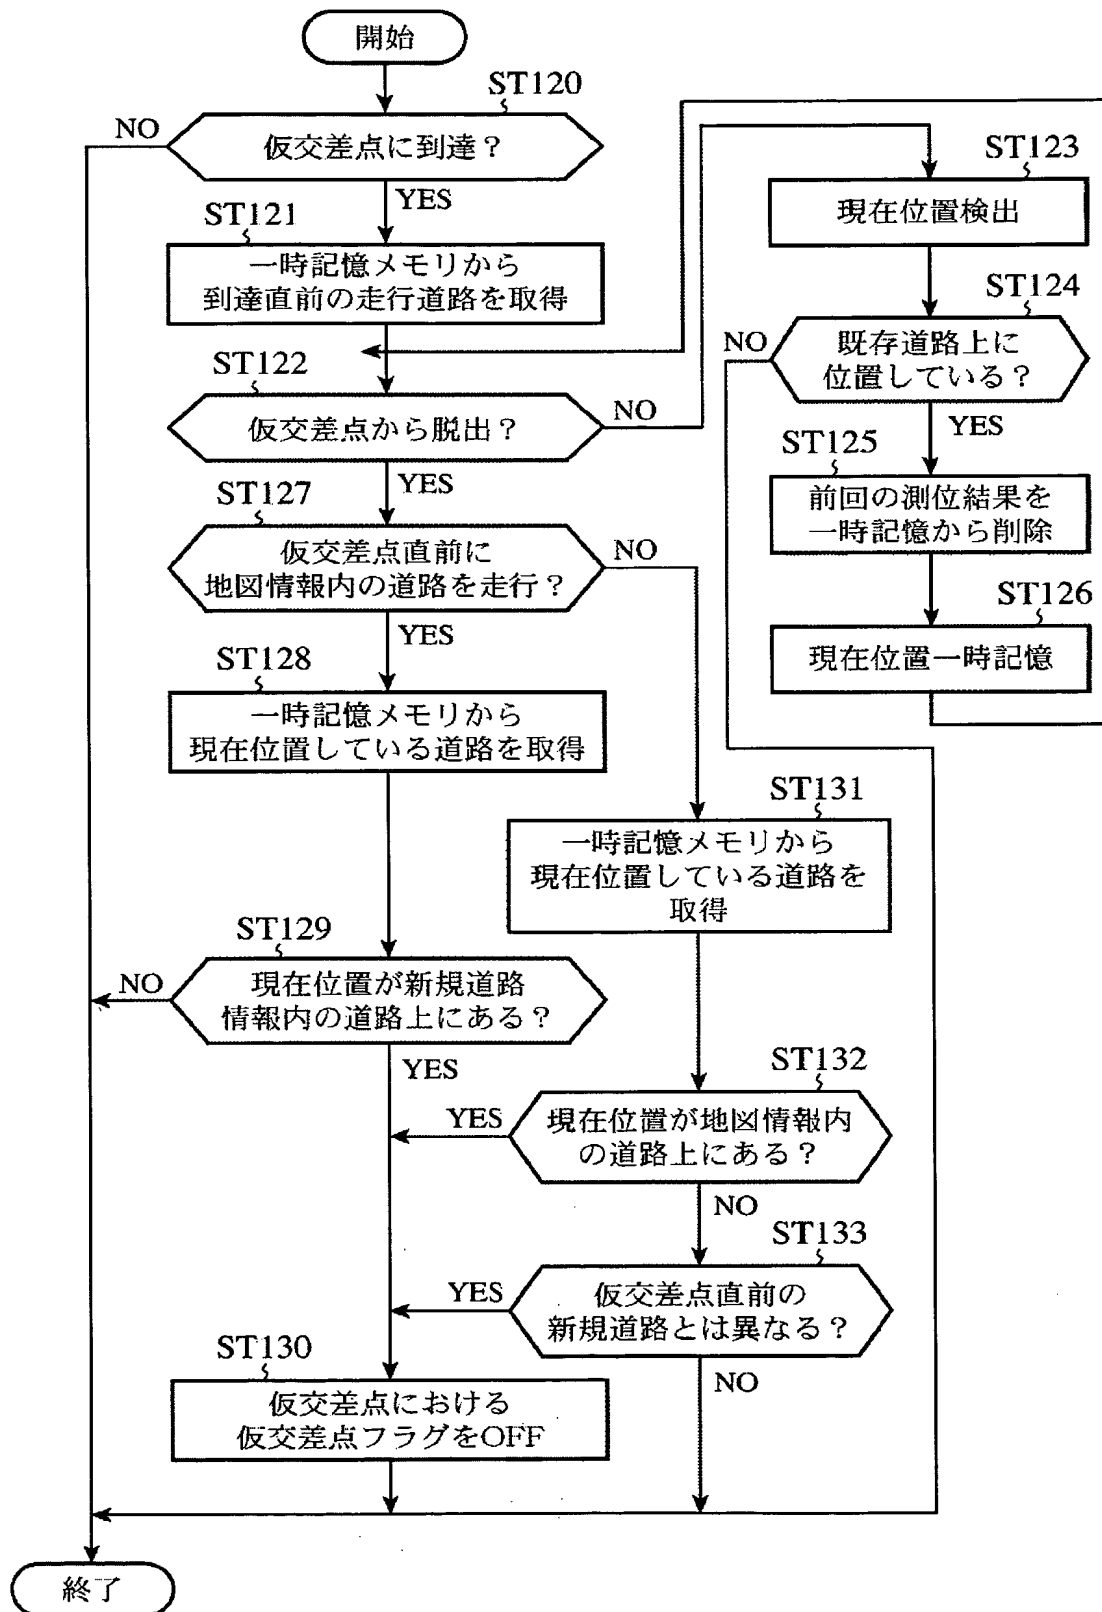 開始
ST120
仮交差点に到達？
NO
YES
ST121
一時記憶メモリから
到達直前の走行道路を取得
ST122
仮交差点から脱出？
NO
YES
ST123
現在位置検出
ST124
既存道路上に
位置している？
NO
YES
ST125
前回の測位結果を
一時記憶から削除
ST126
現在位置一時記憶
ST127
仮交差点直前に
地図情報内の道路を走行？
NO
YES
ST128
一時記憶メモリから
現在位置している道路を取得
ST131
一時記憶メモリから
現在位置している道路を
取得
ST129
現在位置が新規道路
情報内の道路上にある？
NO
YES
ST132
現在位置が地図情報内
の道路上にある？
YES
NO
ST133
仮交差点直前の
新規道路とは異なる？
YES
NO
ST130
仮交差点における
仮交差点フラグをOFF
終了